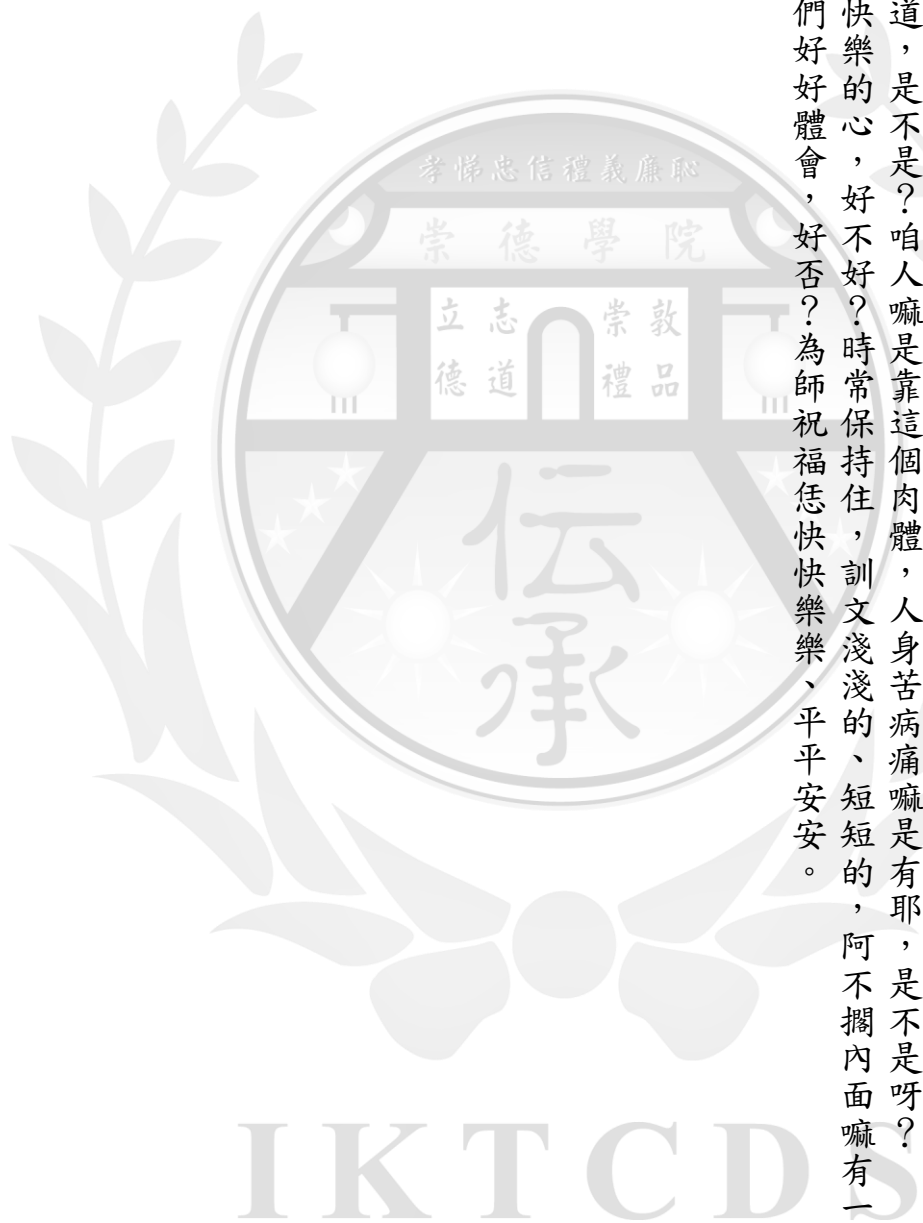 道，是不是？咱人嘛是靠這個肉體，人身苦病痛嘛是有耶，是不是呀？
快樂的心，好不好？時常保持住，訓文淺淺的、短短的，阿不擱內面嘛有一
們好好體會，好否？為師祝福恁快快樂樂、平平安安。
孝悌忠信禮義廉恥
崇德學院
敦品
崇禮
志道
立德
伝承
IKTCDS